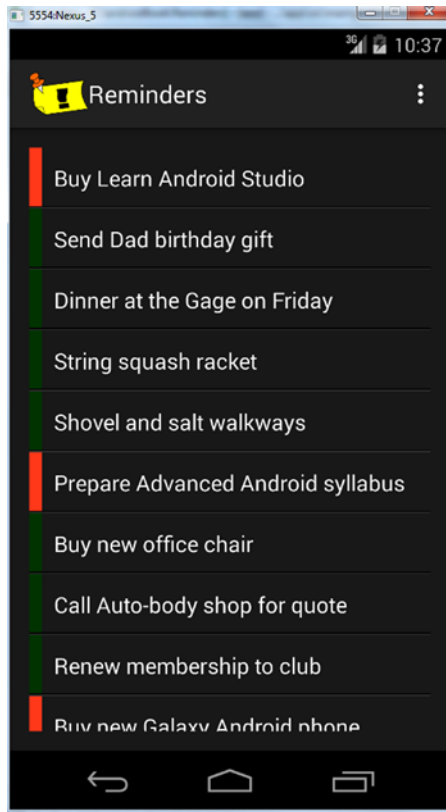 5554:Nexus_5
3G 10:37
! Reminders
Buy Learn Android Studio
Send Dad birthday gift
Dinner at the Gage on Friday
String squash racket
Shovel and salt walkways
Prepare Advanced Android syllabus
Buy new office chair
Call Auto-body shop for quote
Renew membership to club
Buy new Galaxy Android phone